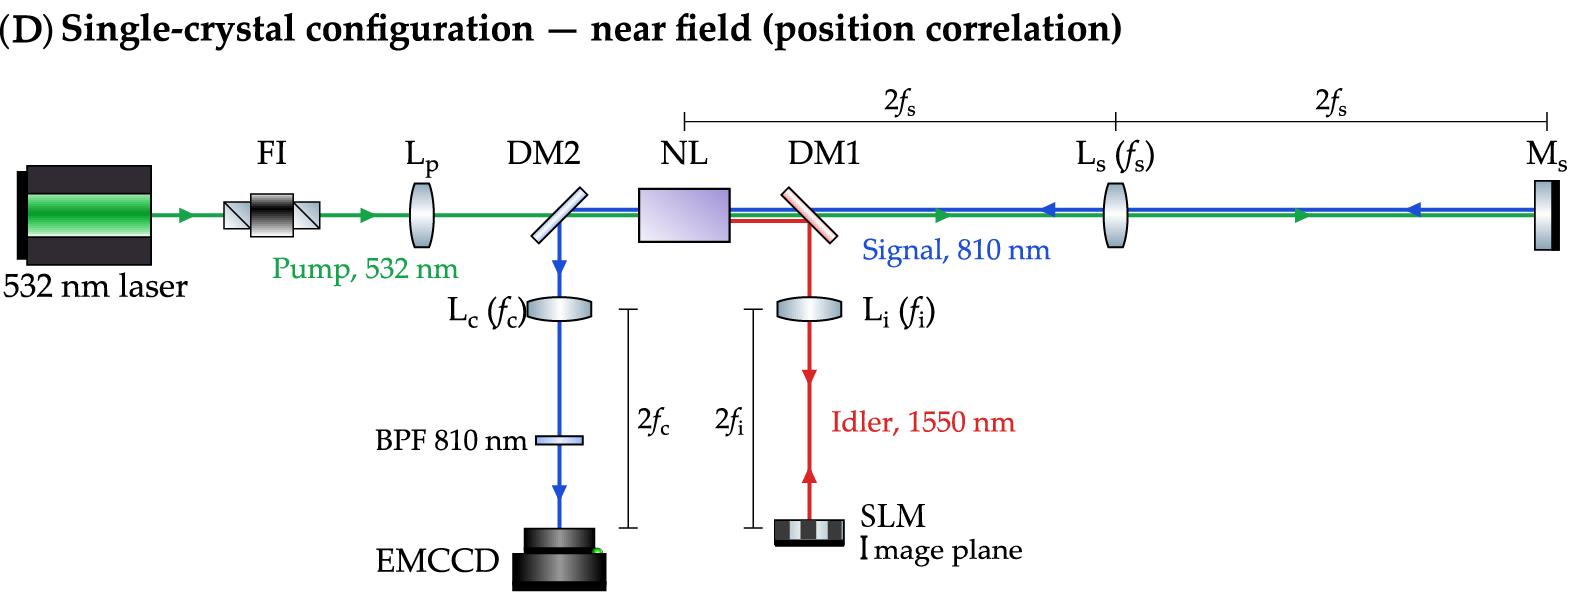 (D) Single-crystal configuration — near field (position correlation)
2fs
2fs
FI
Lp
DM2
NL
DM1
Ls (fs)
Ms
Signal, 810 nm
Pump, 532 nm
532 nm laser
Lc (fc)
Li (fi)
2fc
2fi
Idler, 1550 nm
BPF 810 nm
SLM
Image plane
EMCCD